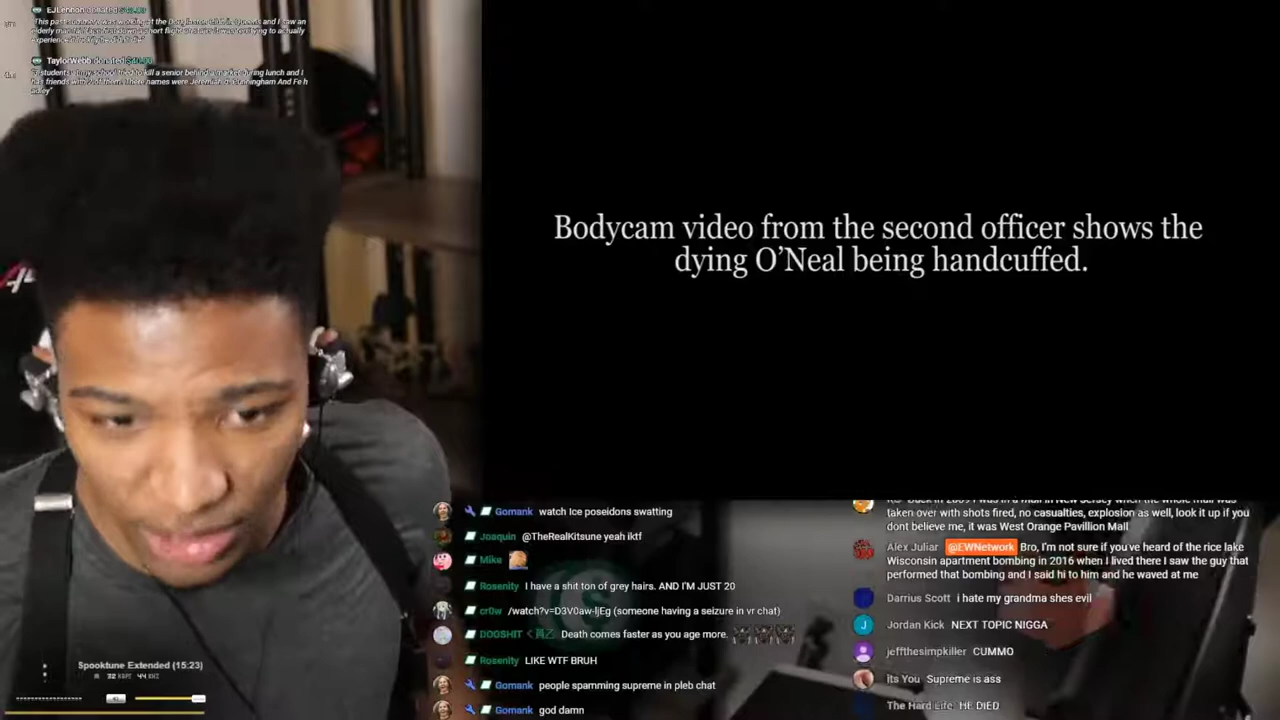 EJLennon donated
TaylorWebb donated
Bodycam video from the second officer shows the
dying O'Neal being handcuffed.
Gomank watch Ice poseidons swatting
Joaquin @TheRealKitsune yeah iktf
Mike
Rosenity I have a shit ton of grey hairs. AND I'M JUST 20
cr0w /watch?v=D3V0aw-ljEg (someone having a seizure in vr chat)
DOGSHIT Death comes faster as you age more.
Rosenity LIKE WTF BRUH
Gomank people spamming supreme in pleb chat
Gomank god damn
taken over with shots fired, no casualties, explosion as well, look it up if you
dont believe me, it was West Orange Pavillion Mall
Alex Juliar @EWNetwork Bro, I'm not sure if you've heard of the rice lake
Wisconsin apartment bombing in 2016 when I lived there I saw the guy that
performed that bombing and I said hi to him and he waved at me
Darrius Scott i hate my grandma shes evil
J Jordan Kick NEXT TOPIC NIGGA
jeffthesimpkiller CUMMO
Its You Supreme is ass
The Hard Life HE DIED
Spooktune Extended (15:23)